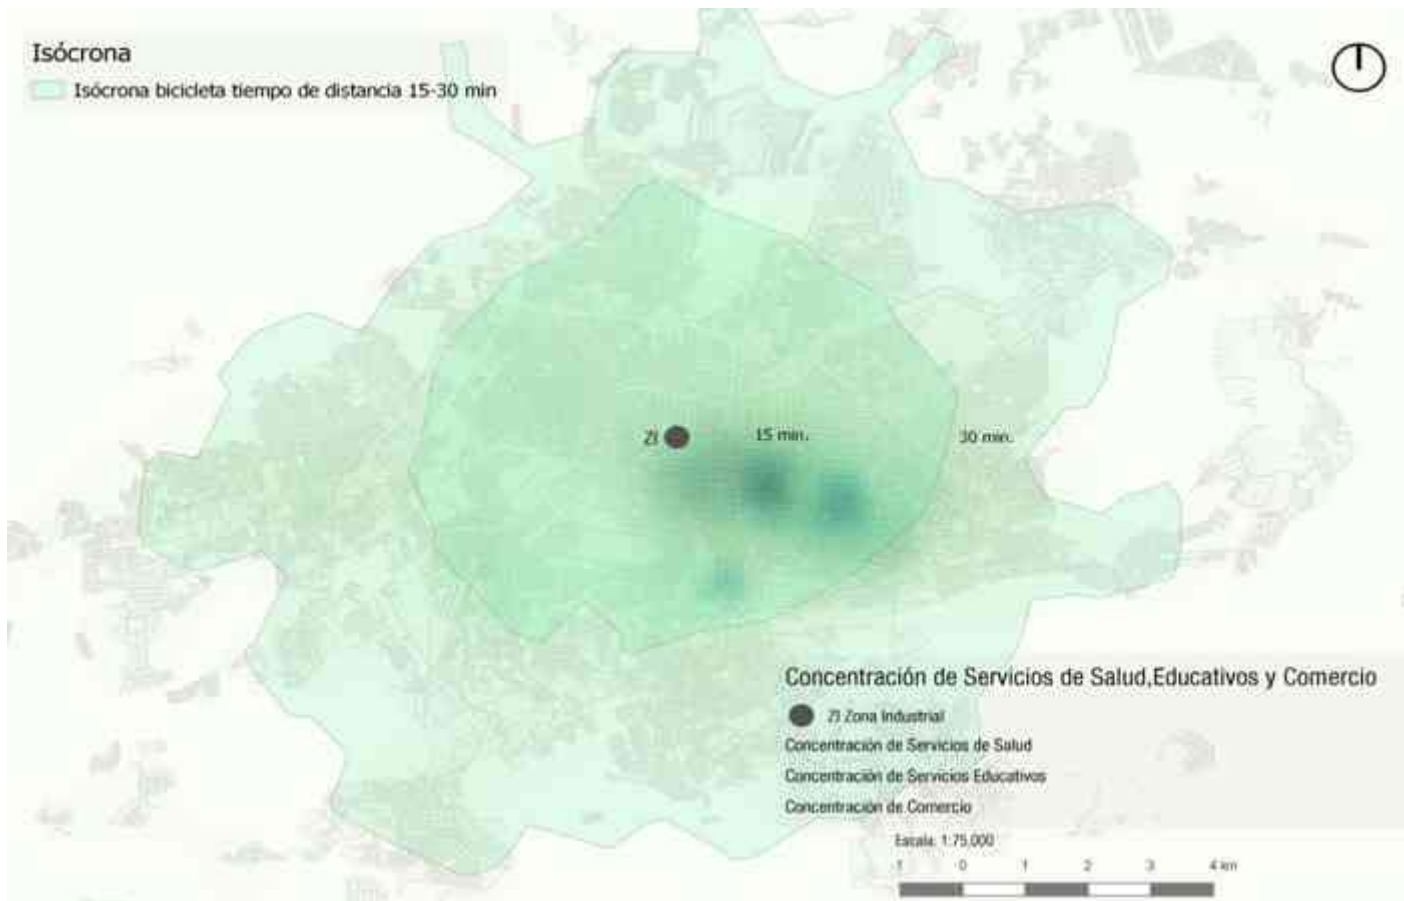 Isócrona
Isócrona bicicleta tiempo de distancia 15-30 min
ZI
15 min.
30 min.
Concentración de Servicios de Salud,Educativos y Comercio
ZI Zona Industrial
Concentración de Servicios de Salud
Concentración de Servicios Educativos
Concentración de Comercio
Escala: 1:75,000
1 0 1 2 3 4 km